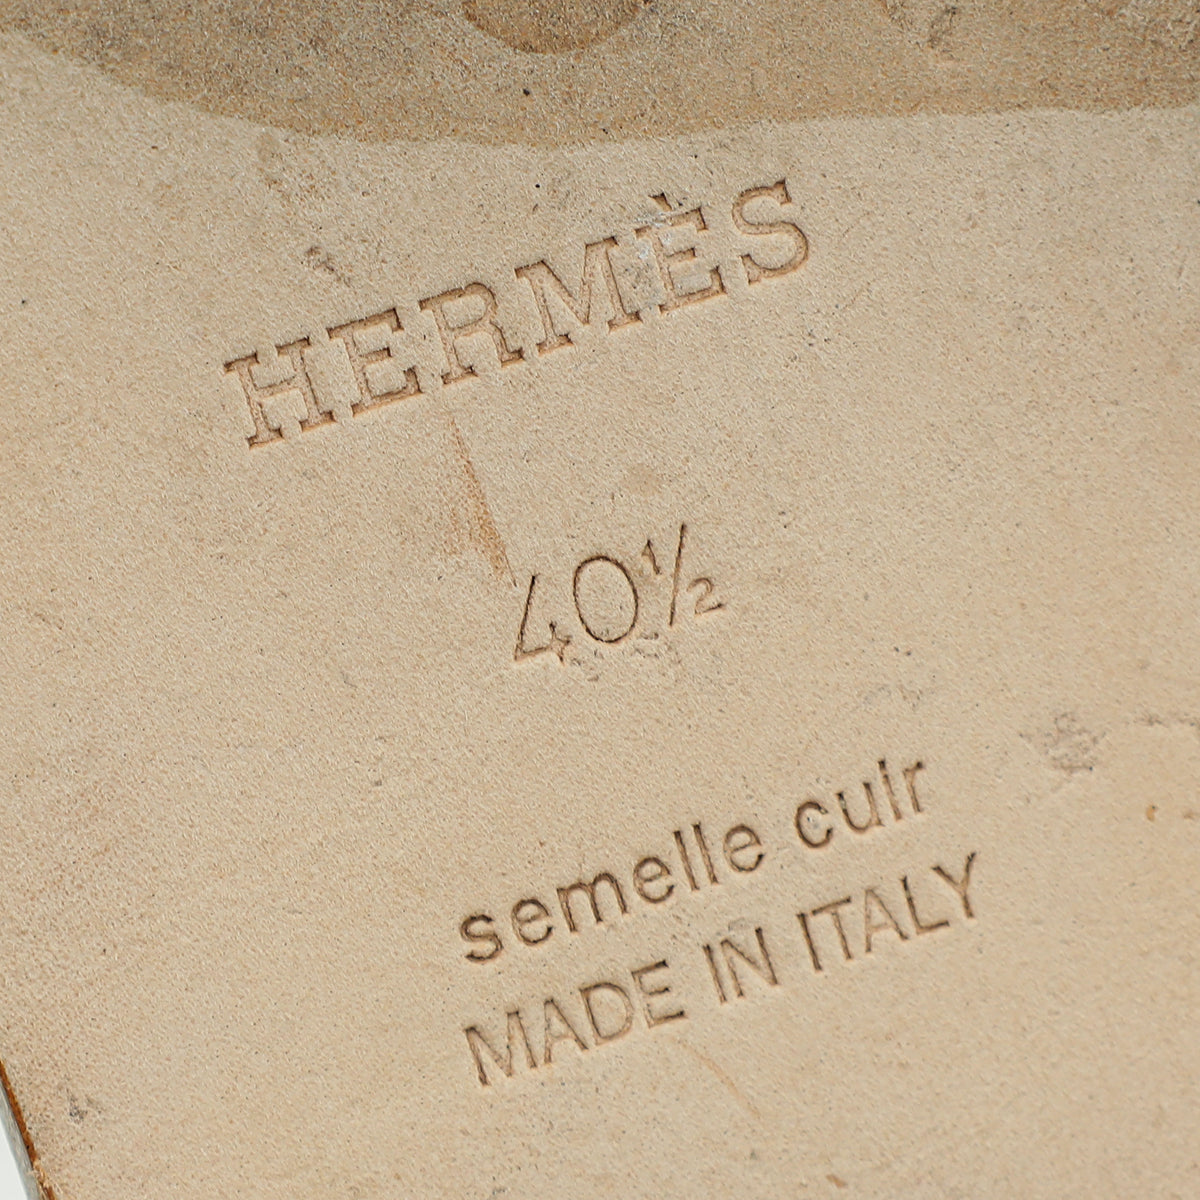 HERMÈS
40½
semelle cuir
MADE IN ITALY